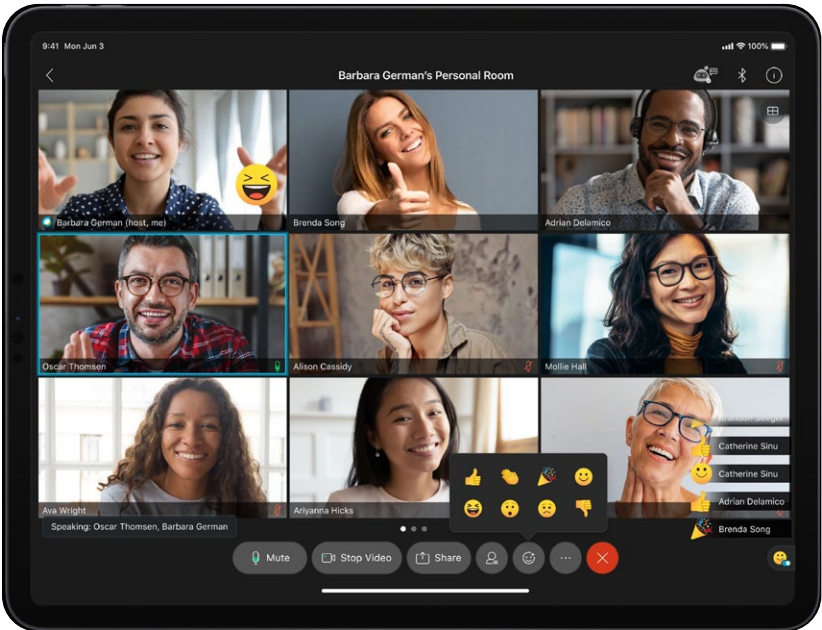 9:41 Mon Jun 3
100%
Barbara German's Personal Room
Barbara German (host, me)
Brenda Song
Adrian Delamico
Oscar Thomsen
Alison Cassidy
Mollie Hall
Ava Wright
Ariyanna Hicks
Catherine Sinu
Catherine Sinu
Adrian Delamico
Brenda Song
Speaking: Oscar Thomsen, Barbara German
Mute
Stop Video
Share